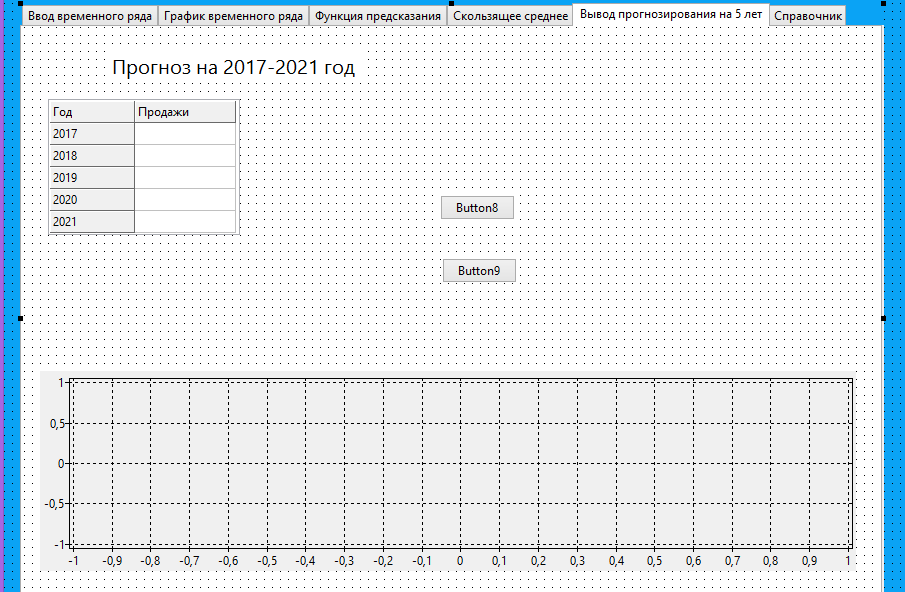 Ввод временного ряда График временного ряда Функция предсказания Скользящее среднее Вывод прогнозирования на 5 лет Справочник
Прогноз на 2017-2021 год
Год Продажи
2017
2018
2019
2020
2021
Button8
Button9
1
0,5
0
-0,5
-1
-1 -0,9 -0,8 -0,7 -0,6 -0,5 -0,4 -0,3 -0,2 -0,1 0 0,1 0,2 0,3 0,4 0,5 0,6 0,7 0,8 0,9 1